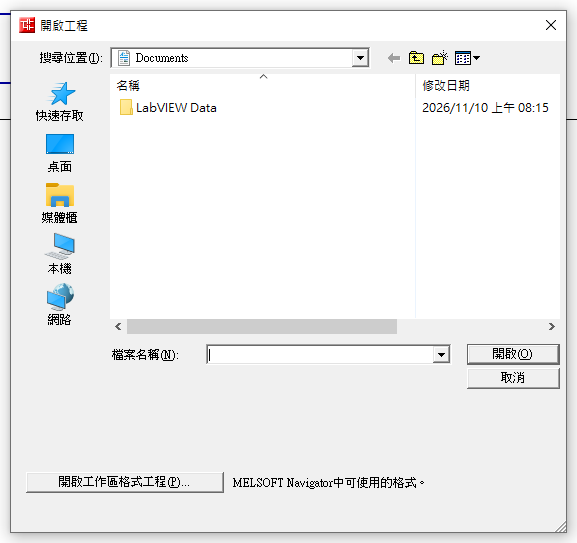 開啟工程
搜尋位置(I): Documents
名稱 修改日期
LabVIEW Data 2026/11/10 上午 08:15
快速存取
桌面
媒體櫃
本機
網路
檔案名稱(N): 開啟(O)
取消
開啟工作區格式工程(P)... MELSOFT Navigator中可使用的格式。